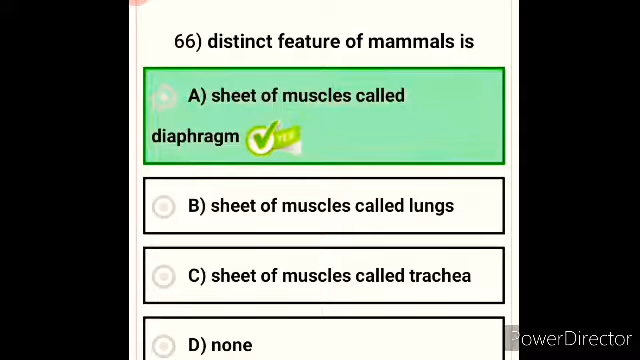 66) distinct feature of mammals is
A) sheet of muscles called
diaphragm YES
B) sheet of muscles called lungs
C) sheet of muscles called trachea
D) none
PowerDirector